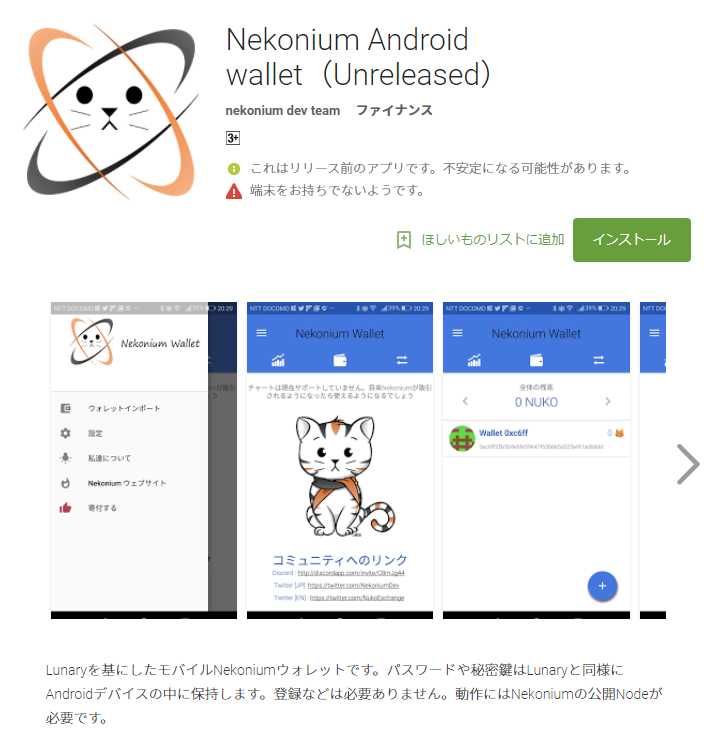 Nekonium Android
wallet（Unreleased）
nekonium dev team ファイナンス
3+
これはリリース前のアプリです。不安定になる可能性があります。
端末をお持ちでないようです。
ほしいものリストに追加
インストール
NTT DOCOMO 39% 20:29
Nekonium Wallet
ウォレットインポート
設定
私達について
Nekonium ウェブサイト
寄付する
NTT DOCOMO 39% 20:29
Nekonium Wallet
チャートは現在サポートしていません。将来Nekoniumが取引
されるようになったら使えるようになるでしょう
コミュニティへのリンク
Twitter [JP] https://twitter.com/NekoniumDev
Twitter [EN] https://twitter.com/NukoExchange
NTT DOCOMO 39% 20:29
Nekonium Wallet
全体の残高
0 NUKO
Wallet 0xc6ff
0
NTT DOCOMO
Lunaryを基にしたモバイルNekoniumウォレットです。パスワードや秘密鍵はLunaryと同様に
Androidデバイスの中に保持します。登録などは必要ありません。動作にはNekoniumの公開Nodeが
必要です。